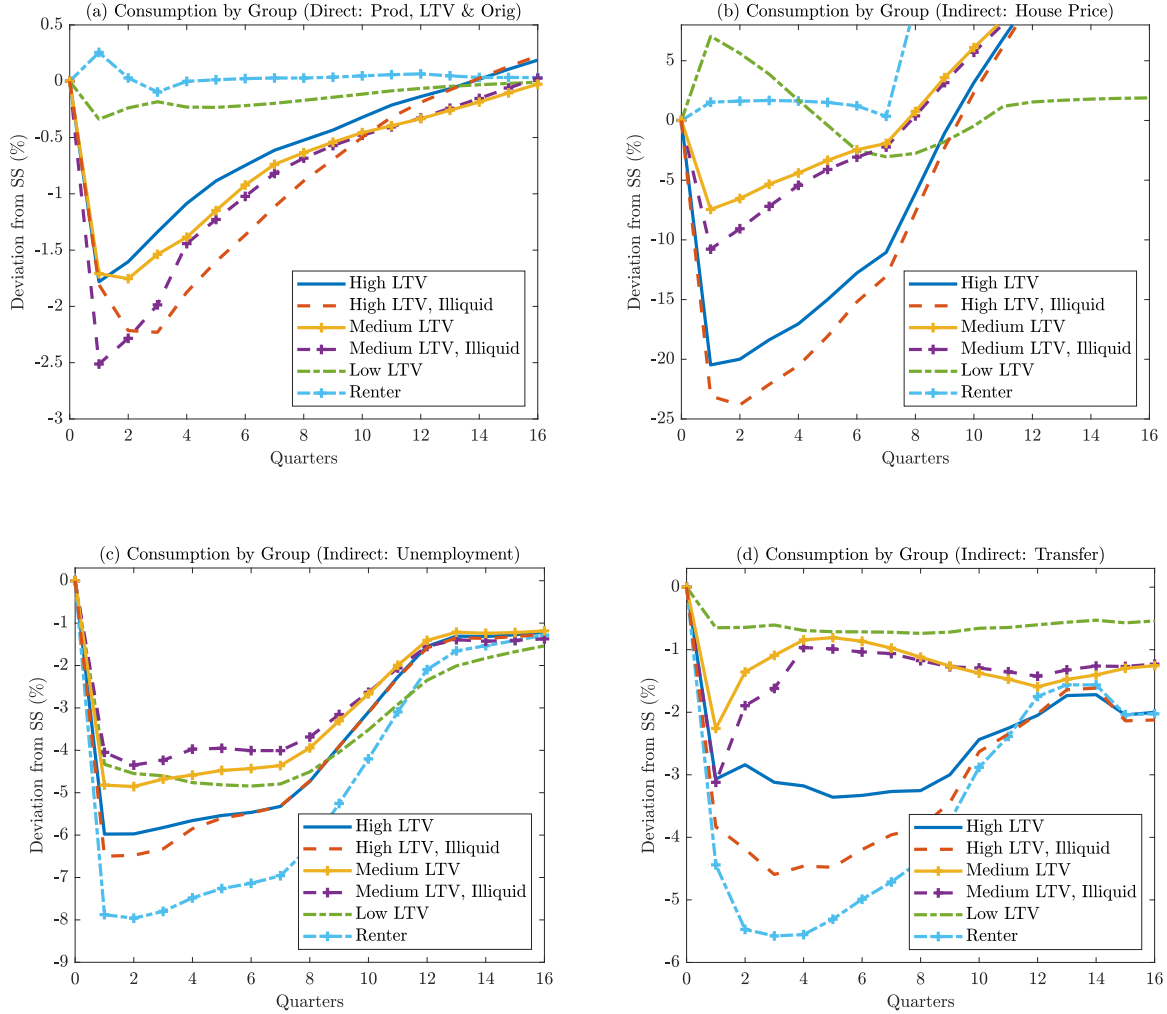 (a) Consumption by Group (Direct: Prod, LTV & Orig)
0.5
0
-0.5
-1
-1.5
-2
-2.5
-3
Deviation from SS (%)
0 2 4 6 8 10 12 14 16
Quarters
High LTV
High LTV, Illiquid
Medium LTV
Medium LTV, Illiquid
Low LTV
Renter
(b) Consumption by Group (Indirect: House Price)
5
0
-5
-10
-15
-20
-25
Deviation from SS (%)
0 2 4 6 8 10 12 14 16
Quarters
High LTV
High LTV, Illiquid
Medium LTV
Medium LTV, Illiquid
Low LTV
Renter
(c) Consumption by Group (Indirect: Unemployment)
0
-1
-2
-3
-4
-5
-6
-7
-8
-9
Deviation from SS (%)
0 2 4 6 8 10 12 14 16
Quarters
High LTV
High LTV, Illiquid
Medium LTV
Medium LTV, Illiquid
Low LTV
Renter
(d) Consumption by Group (Indirect: Transfer)
0
-1
-2
-3
-4
-5
-6
Deviation from SS (%)
0 2 4 6 8 10 12 14 16
Quarters
High LTV
High LTV, Illiquid
Medium LTV
Medium LTV, Illiquid
Low LTV
Renter